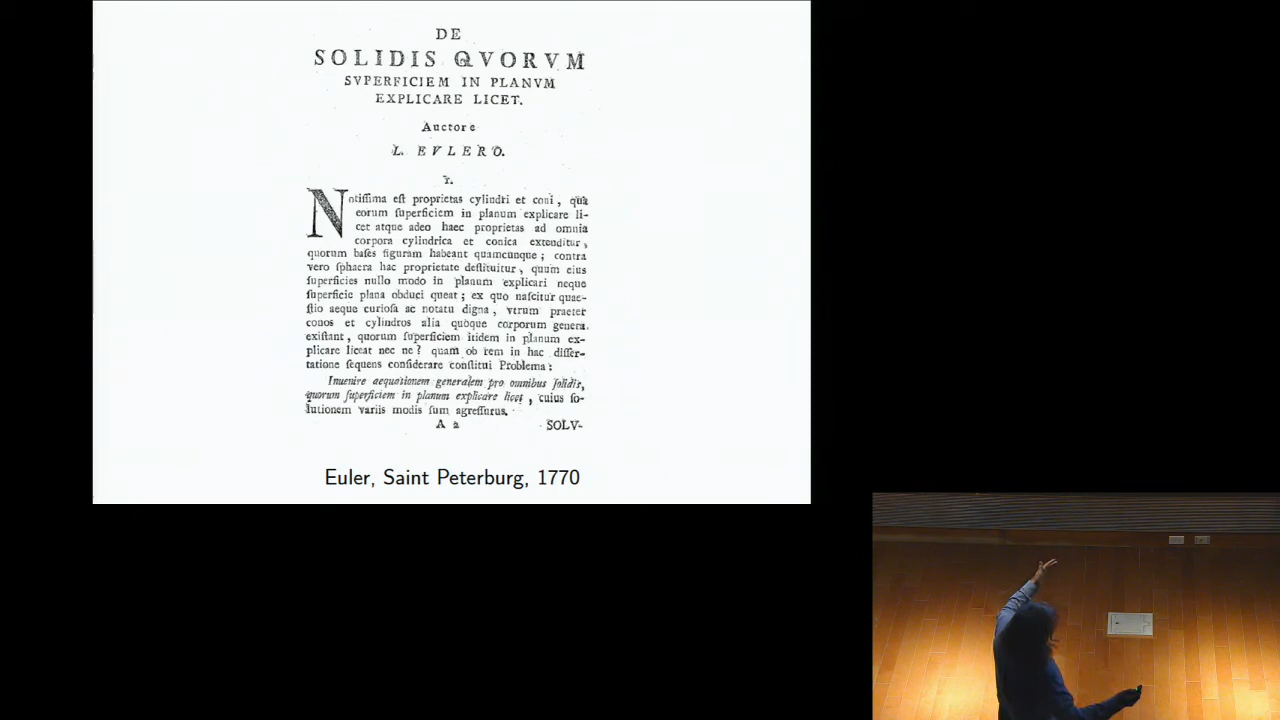 DE
SOLIDIS QVORVM
SVPERFICIEM IN PLANVM
EXPLICARE LICET.
Auctore
L. EVLERO.
I.
Notissima est proprietas cylindri et coni, qua
eorum superficiem in planum explicare li-
cet atque adeo haec proprietas ad omnia
corpora cylindrica et conica extenditur,
quorum bases figuram habeant quamcunque; contra
vero sphaera hac proprietate destituitur, quum eius
superficies nullo modo in planum explicari neque
superficie plana obduci queat; ex quo nascitur quae-
stio aeque curiosa ac notatu digna, vtrum praeter
conos et cylindros alia quoque corporum genera
existant, quorum superficiem itidem in planum ex-
plicare liceat nec ne? quam ob rem in hac disser-
tatione sequens considerare constitui Problema:
Inuenire aequationem generalem pro omnibus solidis,
quorum superficiem in planum explicare licet, cuius so-
lutionem variis modis sum agressurus.
A 2
SOLV-
Euler, Saint Peterburg, 1770